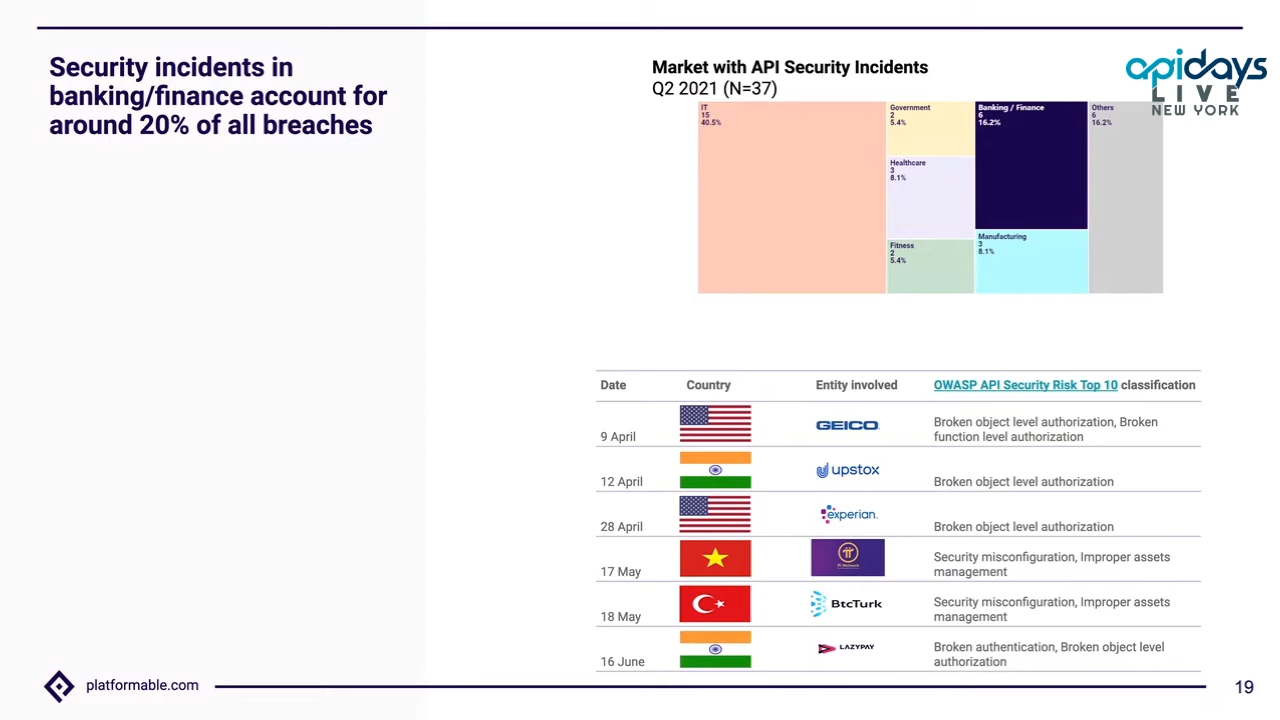 Security incidents in
banking/finance account for
around 20% of all breaches
Market with API Security Incidents
Q2 2021 (N=37)
apidays
LIVE
NEW YORK
IT
15
40.5%
Government
2
5.4%
Healthcare
3
8.1%
Fitness
2
5.4%
Banking / Finance
6
16.2%
Manufacturing
3
8.1%
Others
6
16.2%
Date Country Entity involved OWASP API Security Risk Top 10 classification
9 April GEICO Broken object level authorization, Broken
function level authorization
12 April upstox Broken object level authorization
28 April experian. Broken object level authorization
17 May Pi Network Security misconfiguration, Improper assets
management
18 May BtcTurk Security misconfiguration, Improper assets
management
16 June LAZYPAY Broken authentication, Broken object level
authorization
platformable.com
19